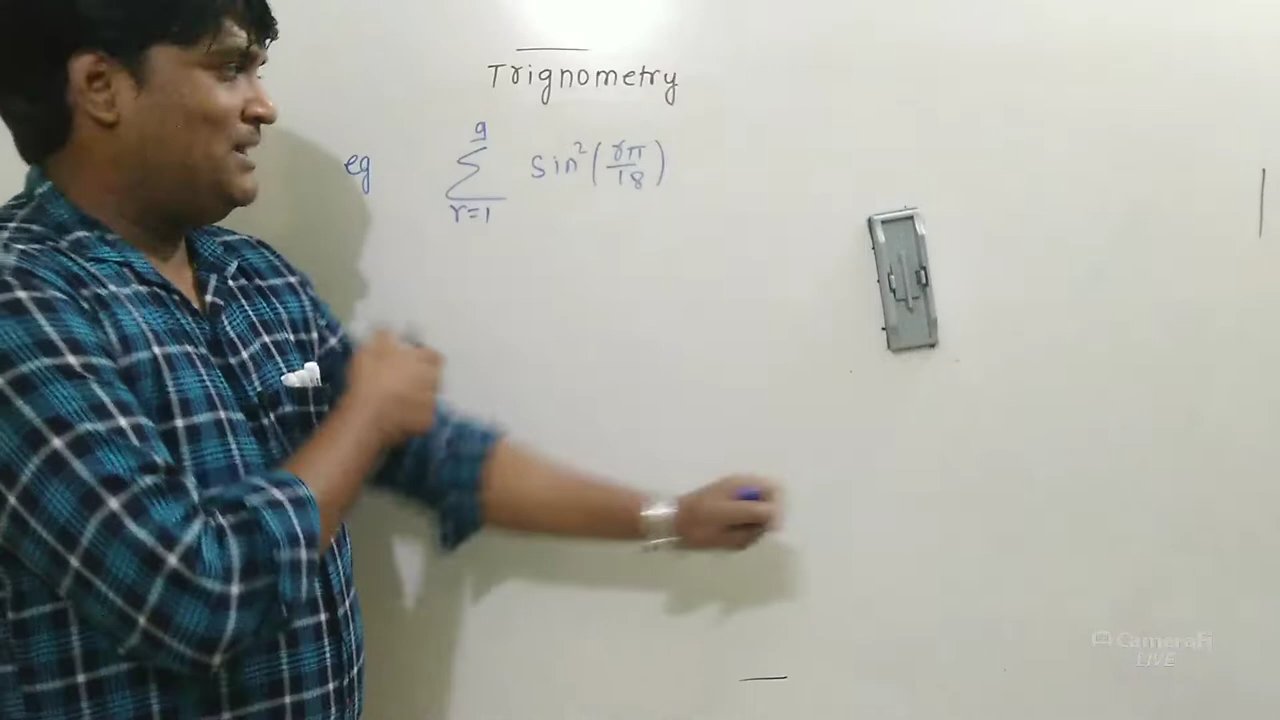 Trignometry
eg 9 ∑ r=1 Sin²(rπ/18)
CameraFi
LIVE